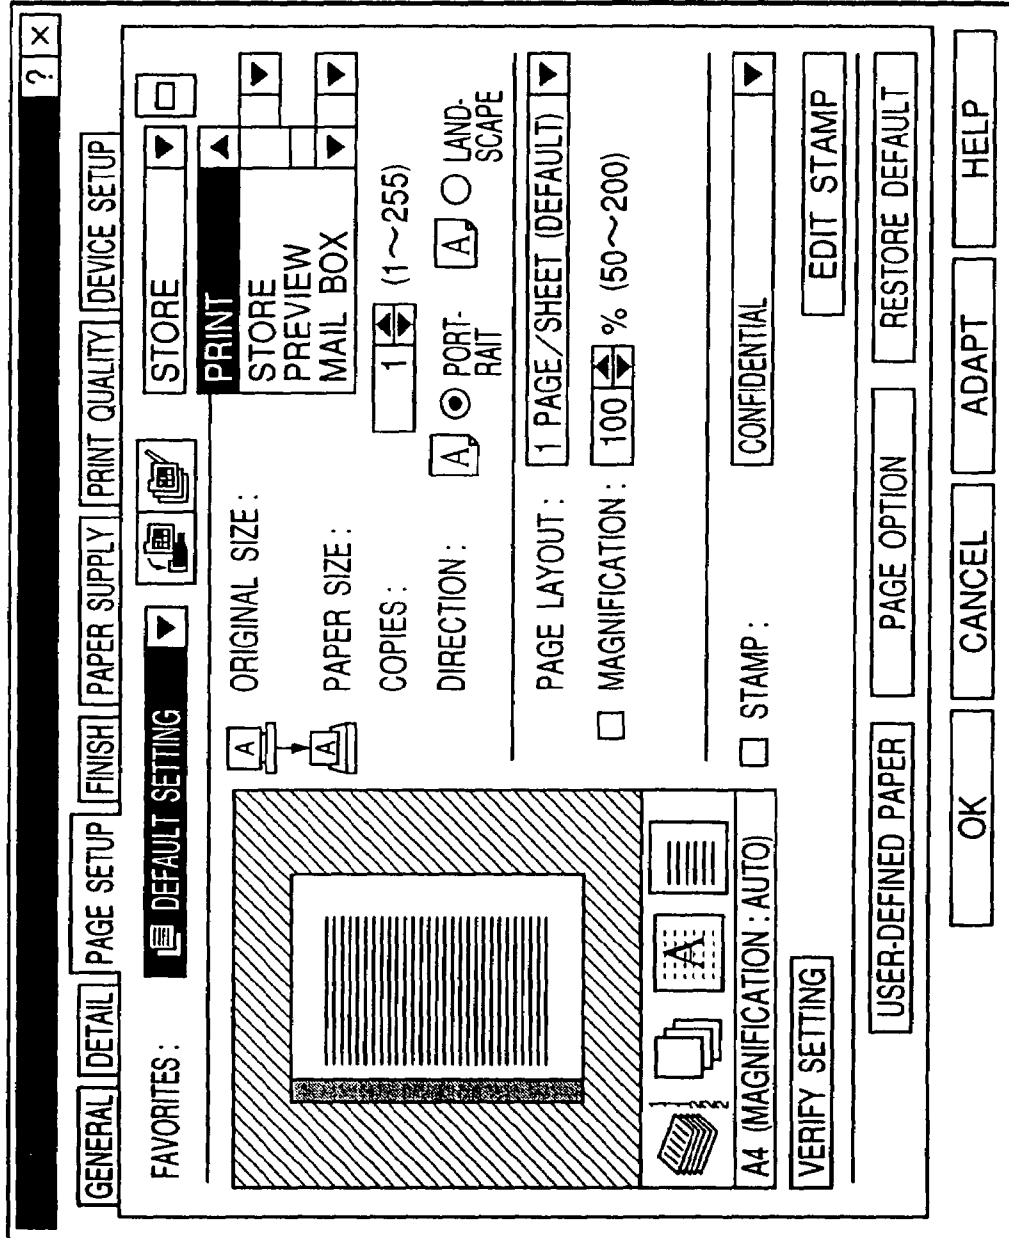 ? ×
GENERAL DETAIL PAGE SETUP FINISH PAPER SUPPLY PRINT QUALITY DEVICE SETUP
FAVORITES: DEFAULT SETTING STORE
PRINT
STORE
PREVIEW
MAIL BOX
ORIGINAL SIZE:
PAPER SIZE:
COPIES: 1 (1~255)
DIRECTION: A PORT-
RAIT A LAND-
SCAPE
PAGE LAYOUT: 1 PAGE/SHEET (DEFAULT)
MAGNIFICATION: 100 % (50~200)
STAMP: CONFIDENTIAL
EDIT STAMP
A
A
A
A4 (MAGNIFICATION: AUTO)
VERIFY SETTING
USER-DEFINED PAPER PAGE OPTION RESTORE DEFAULT
OK CANCEL ADAPT HELP